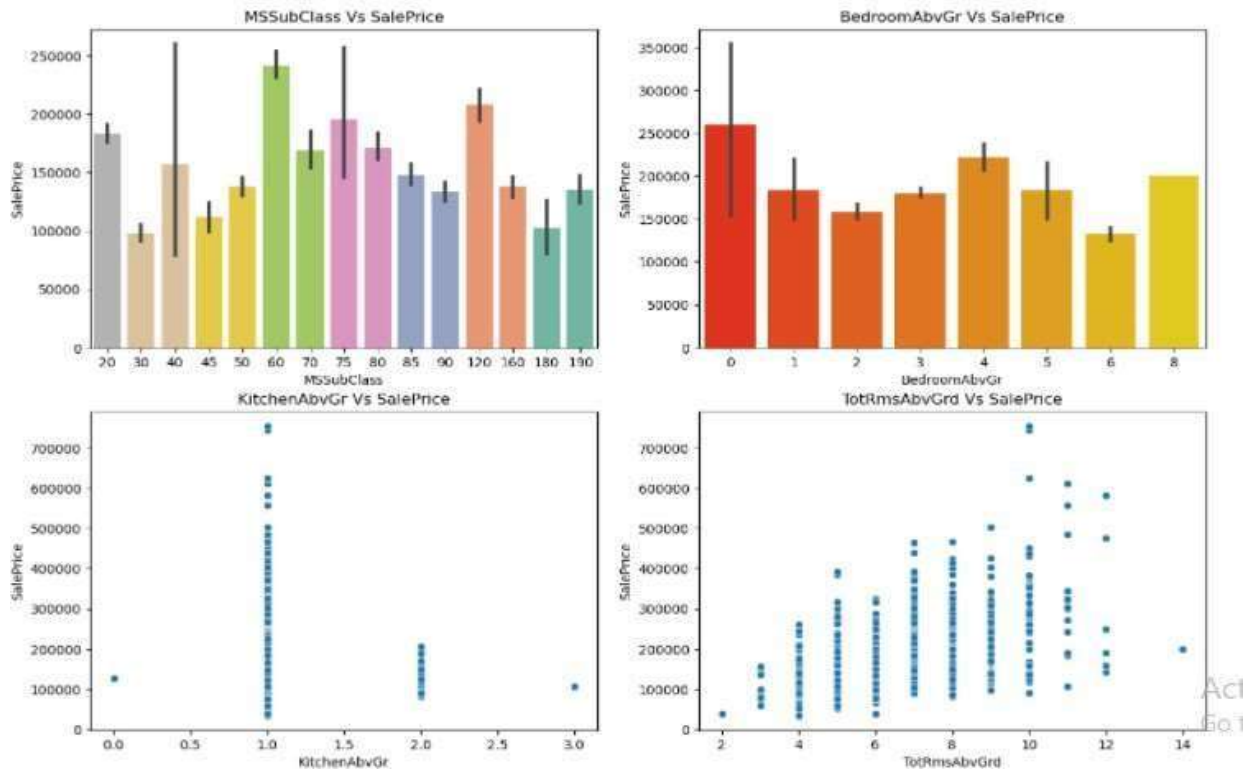 MSSubClass Vs SalePrice
SalePrice
250000
200000
150000
100000
50000
0
20 30 40 45 50 60 70 75 80 85 90 120 160 180 190
MSSubClass
BedroomAbvGr Vs SalePrice
SalePrice
350000
300000
250000
200000
150000
100000
50000
0
0 1 2 3 4 5 6 8
BedroomAbvGr
KitchenAbvGr Vs SalePrice
SalePrice
700000
600000
500000
400000
300000
200000
100000
0
0.0 0.5 1.0 1.5 2.0 2.5 3.0
KitchenAbvGr
TotRmsAbvGrd Vs SalePrice
SalePrice
700000
600000
500000
400000
300000
200000
100000
0
2 4 6 8 10 12 14
TotRmsAbvGrd
Act
Go t